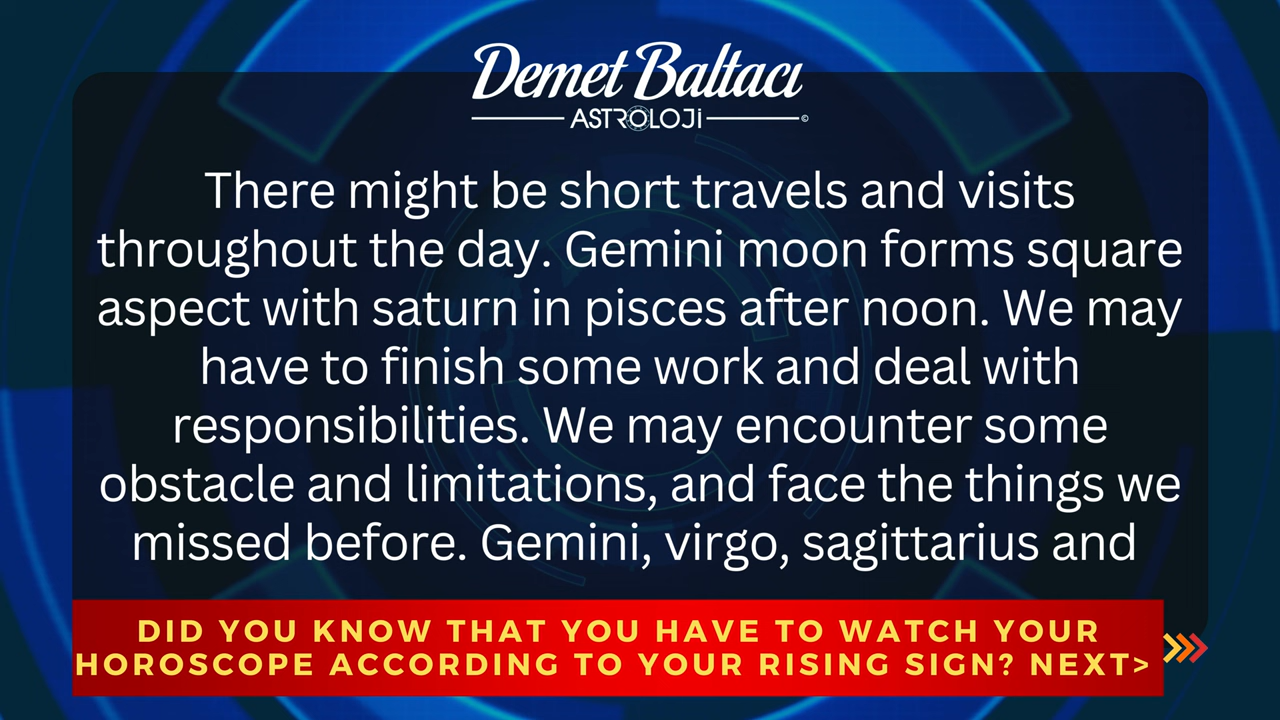 Demet Baltacı
ASTROLOJi ©
There might be short travels and visits
throughout the day. Gemini moon forms square
aspect with saturn in pisces after noon. We may
have to finish some work and deal with
responsibilities. We may encounter some
obstacle and limitations, and face the things we
missed before. Gemini, virgo, sagittarius and
DID YOU KNOW THAT YOU HAVE TO WATCH YOUR
HOROSCOPE ACCORDING TO YOUR RISING SIGN? NEXT>